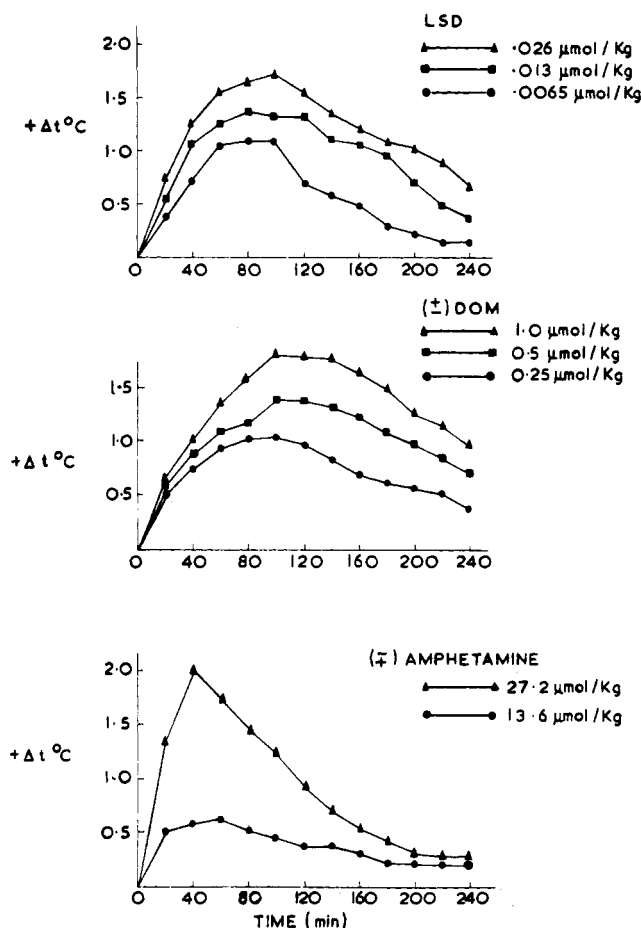 LSD
·026 μmol/Kg
·013 μmol/Kg
·0065 μmol/Kg
+Δt°C
2·0
1·5
1·0
0·5
0 40 80 120 160 200 240
(±) DOM
1·0 μmol/Kg
0·5 μmol/Kg
0·25 μmol/Kg
+Δt°C
1·5
1·0
0·5
0 40 80 120 160 200 240
(∓) AMPHETAMINE
27·2 μmol/Kg
13·6 μmol/Kg
+Δt°C
2·0
1·5
1·0
0·5
0 40 80 120 160 200 240
TIME (min)